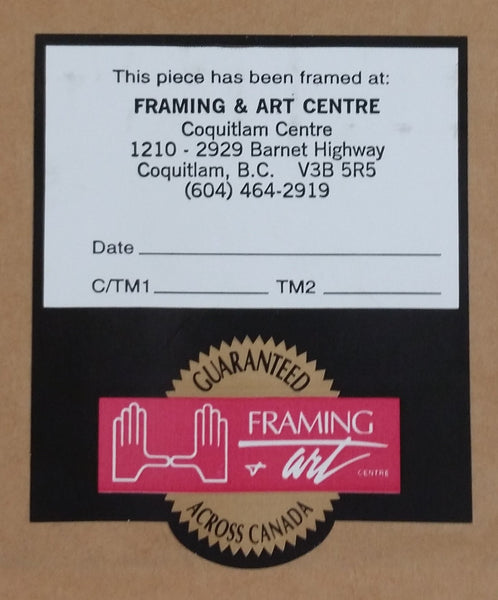 This piece has been framed at:
FRAMING & ART CENTRE
Coquitlam Centre
1210 - 2929 Barnet Highway
Coquitlam, B.C. V3B 5R5
(604) 464-2919
Date
C/TM1 TM2
GUARANTEED
FRAMING
& art
CENTRE
ACROSS CANADA